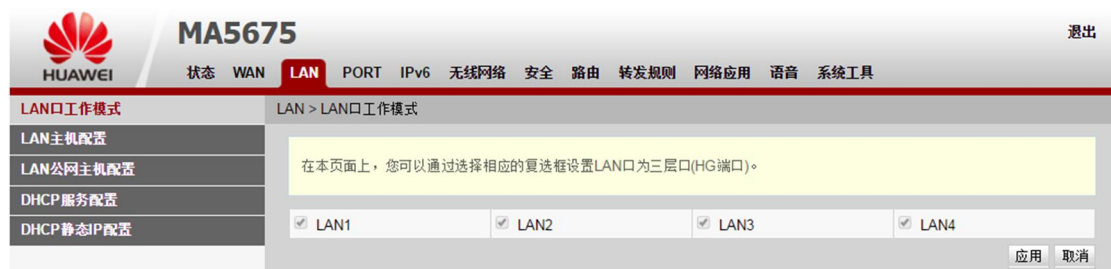 MA5675
退出
HUAWEI
状态 WAN LAN PORT IPv6 无线网络 安全 路由 转发规则 网络应用 语音 系统工具
LAN口工作模式
LAN > LAN口工作模式
LAN主机配置
LAN公网主机配置
DHCP服务配置
DHCP静态IP配置
在本页面上，您可以通过选择相应的复选框设置LAN口为三层口(HG端口)。
LAN1 LAN2 LAN3 LAN4
应用 取消